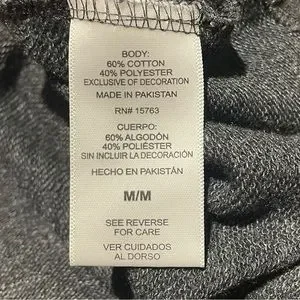 BODY:
60% COTTON
40% POLYESTER
EXCLUSIVE OF DECORATION
MADE IN PAKISTAN
RN# 15763
CUERPO:
60% ALGODÓN
40% POLIÉSTER
SIN INCLUIR LA DECORACIÓN
HECHO EN PAKISTÁN
M/M
SEE REVERSE
FOR CARE
VER CUIDADOS
AL DORSO